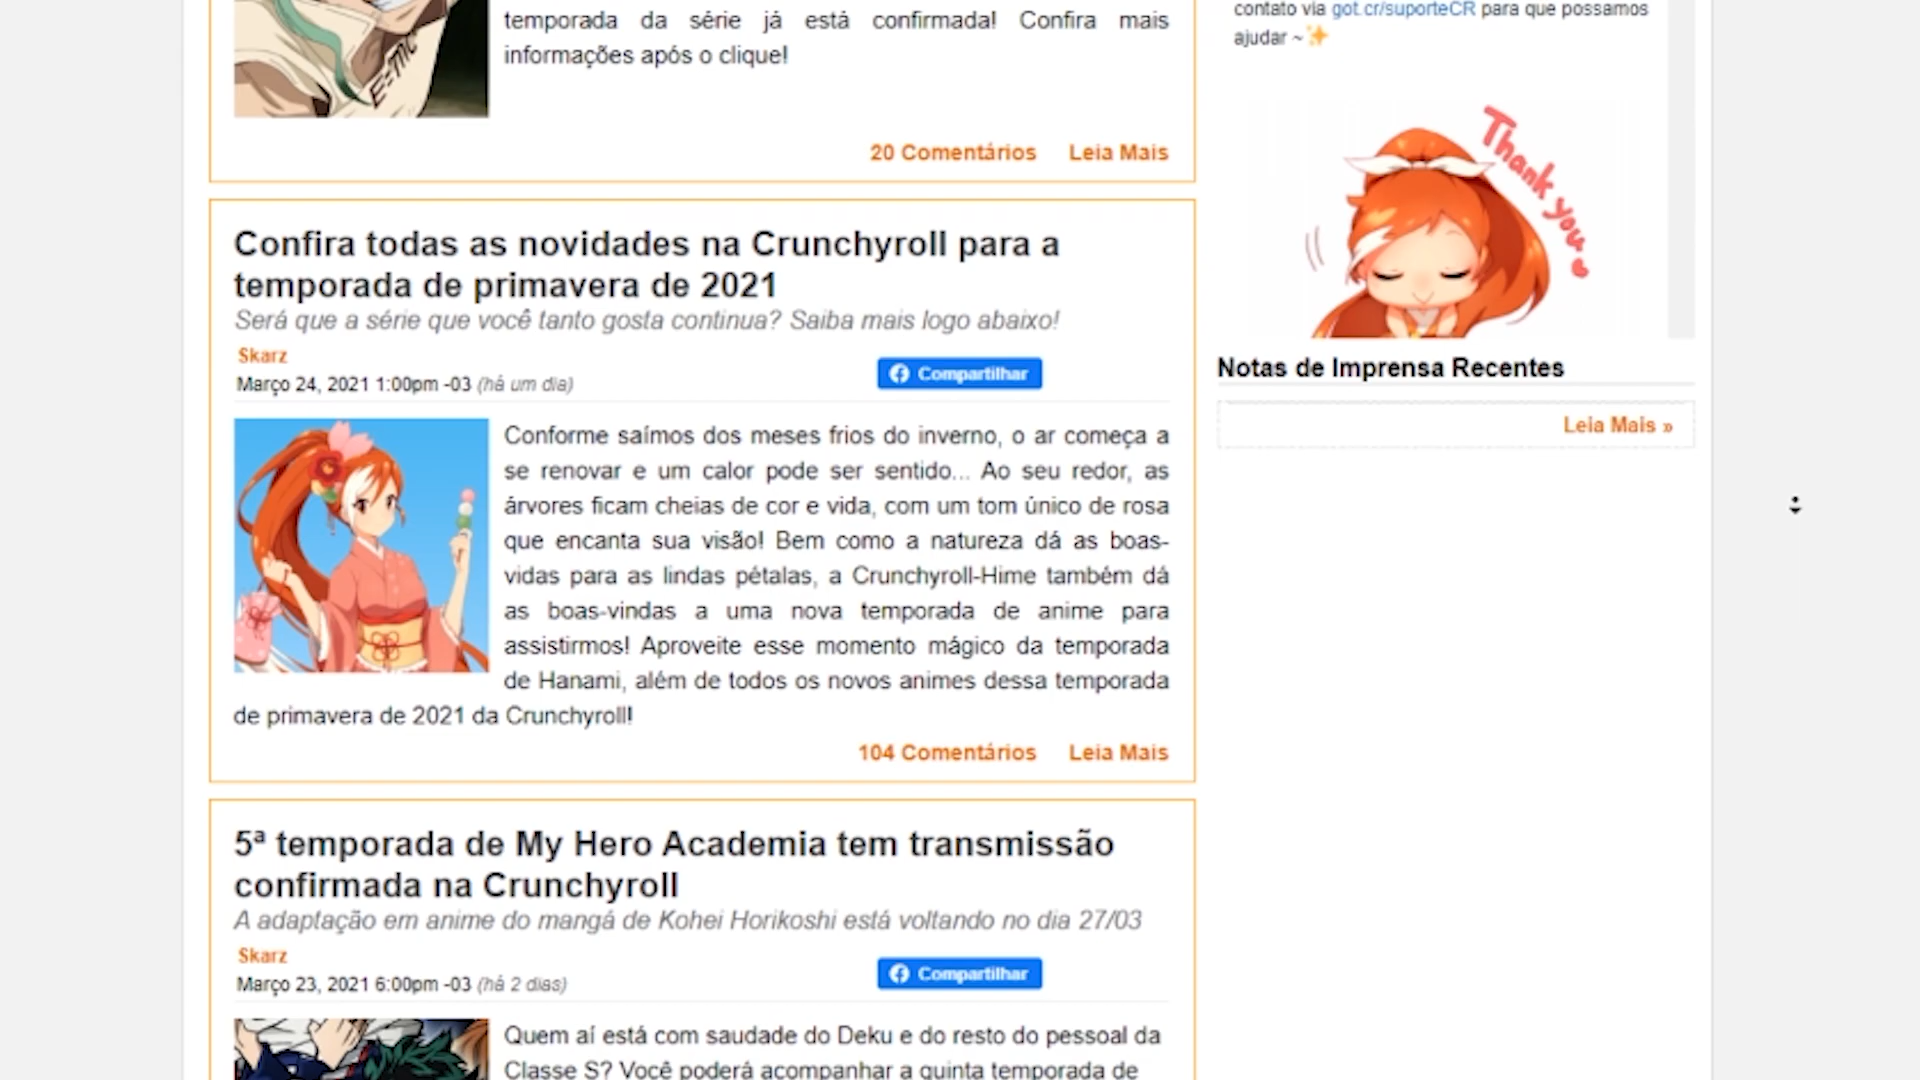 temporada da série já está confirmada! Confira mais
informações após o clique!
20 Comentários Leia Mais
Confira todas as novidades na Crunchyroll para a
temporada de primavera de 2021
Será que a série que você tanto gosta continua? Saiba mais logo abaixo!
Skarz
Março 24, 2021 1:00pm -03 (há um dia)
Compartilhar
Conforme saímos dos meses frios do inverno, o ar começa a
se renovar e um calor pode ser sentido... Ao seu redor, as
árvores ficam cheias de cor e vida, com um tom único de rosa
que encanta sua visão! Bem como a natureza dá as boas-
vidas para as lindas pétalas, a Crunchyroll-Hime também dá
as boas-vindas a uma nova temporada de anime para
assistirmos! Aproveite esse momento mágico da temporada
de Hanami, além de todos os novos animes dessa temporada
de primavera de 2021 da Crunchyroll!
104 Comentários Leia Mais
5ª temporada de My Hero Academia tem transmissão
confirmada na Crunchyroll
A adaptação em anime do mangá de Kohei Horikoshi está voltando no dia 27/03
Skarz
Março 23, 2021 6:00pm -03 (há 2 dias)
Compartilhar
Quem aí está com saudade do Deku e do resto do pessoal da
Classe S? Você poderá acompanhar a quinta temporada de
contato via got.cr/suporteCR para que possamos
ajudar ~✨
Thank you
Notas de Imprensa Recentes
Leia Mais »
E=mc²